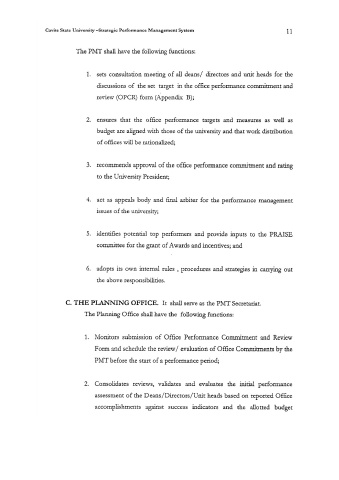 Cavite State University –Strategic Performance Management System
11
The PMT shall have the following functions:
1. sets consultation meeting of all deans/ directors and unit heads for the
discussions of the set target in the office performance commitment and
review (OPCR) form (Appendix B);
2. ensures that the office performance targets and measures as well as
budget are aligned with those of the university and that work distribution
of offices will be rationalized;
3. recommends approval of the office performance commitment and rating
to the University President;
4. act as appeals body and final arbiter for the performance management
issues of the university;
5. identifies potential top performers and provide inputs to the PRAISE
committee for the grant of Awards and incentives; and
6. adopts its own internal rules , procedures and strategies in carrying out
the above responsibilities.
C. THE PLANNING OFFICE. It shall serve as the PMT Secretariat.
The Planning Office shall have the following functions:
1. Monitors submission of Office Performance Commitment and Review
Form and schedule the review/ evaluation of Office Commitments by the
PMT before the start of a performance period;
2. Consolidates reviews, validates and evaluates the initial performance
assessment of the Deans/Directors/Unit heads based on reported Office
accomplishments against success indicators and the allotted budget